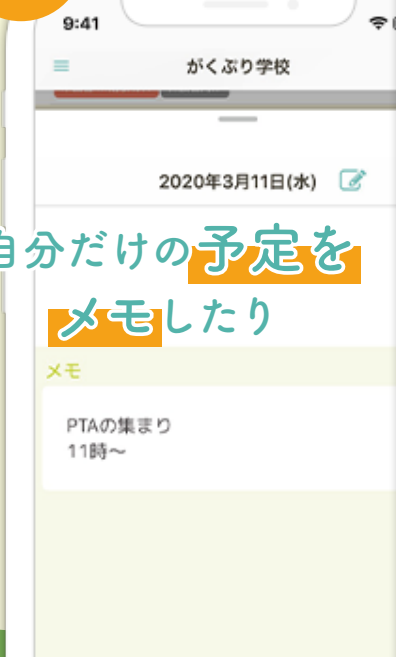 9:41
がくぷり学校
2020年3月11日(水)
自分だけの予定を
メモしたり
メモ
PTAの集まり
11時〜